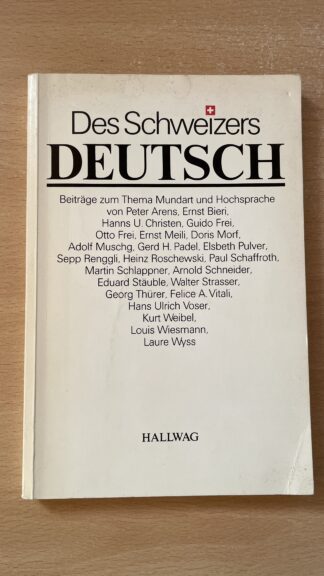 Des Schweizers
DEUTSCH
Beiträge zum Thema Mundart und Hochsprache
von Peter Arens, Ernst Bieri,
Hanns U. Christen, Guido Frei,
Otto Frei, Ernst Meili, Doris Morf,
Adolf Muschg, Gerd H. Padel, Elsbeth Pulver,
Sepp Renggli, Heinz Roschewski, Paul Schaffroth,
Martin Schlappner, Arnold Schneider,
Eduard Stäuble, Walter Strasser,
Georg Thürer, Felice A. Vitali,
Hans Ulrich Voser,
Kurt Weibel,
Louis Wiesmann,
Laure Wyss
HALLWAG